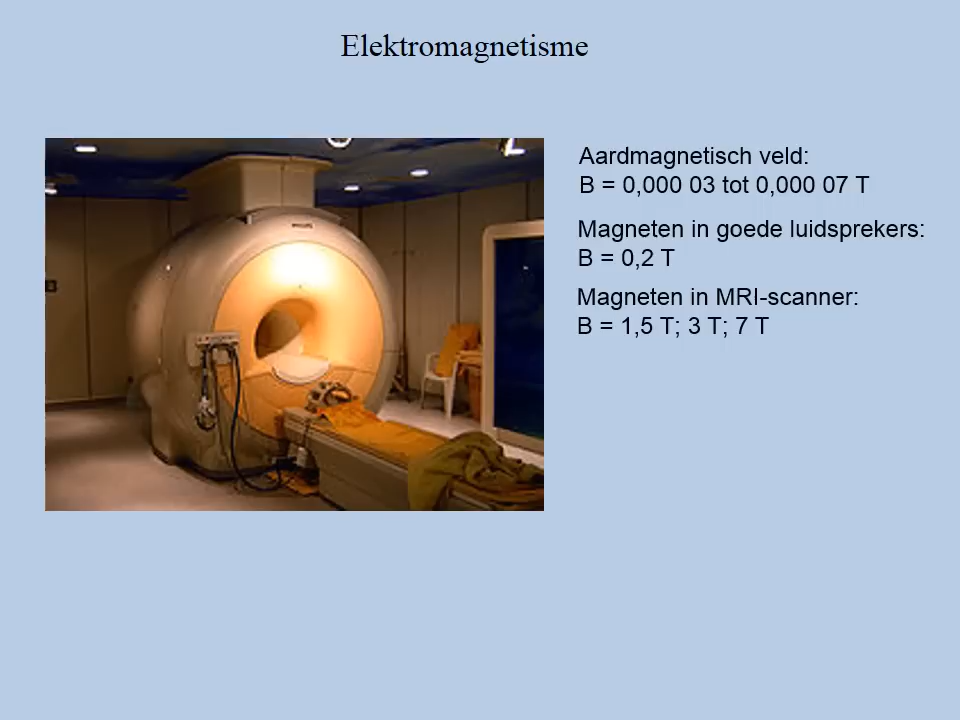 Elektromagnetisme
Aardmagnetisch veld:
B = 0,000 03 tot 0,000 07 T
Magneten in goede luidsprekers:
B = 0,2 T
Magneten in MRI-scanner:
B = 1,5 T; 3 T; 7 T